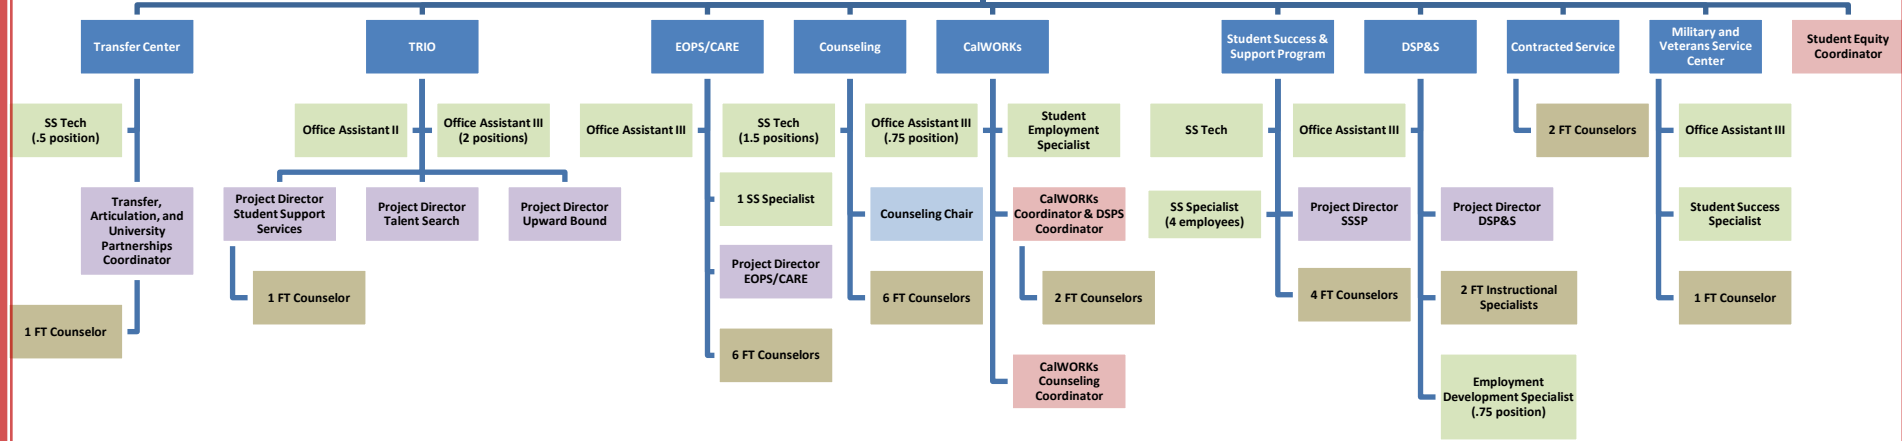 Transfer Center
TRIO
EOPS/CARE
Counseling
CalWORKs
Student Success &
Support Program
DSP&S
Contracted Service
Military and
Veterans Service
Center
Student Equity
Coordinator
SS Tech
(.5 position)
Office Assistant II
Office Assistant III
(2 positions)
Office Assistant III
SS Tech
(1.5 positions)
Office Assistant III
(.75 position)
Student
Employment
Specialist
SS Tech
Office Assistant III
2 FT Counselors
Office Assistant III
Transfer,
Articulation, and
University
Partnerships
Coordinator
Project Director
Student Support
Services
Project Director
Talent Search
Project Director
Upward Bound
1 SS Specialist
Counseling Chair
CalWORKs
Coordinator & DSPS
Coordinator
SS Specialist
(4 employees)
Project Director
SSSP
Project Director
DSP&S
Student Success
Specialist
Project Director
EOPS/CARE
1 FT Counselor
6 FT Counselors
2 FT Counselors
4 FT Counselors
2 FT Instructional
Specialists
1 FT Counselor
1 FT Counselor
6 FT Counselors
CalWORKs
Counseling
Coordinator
Employment
Development Specialist
(.75 position)